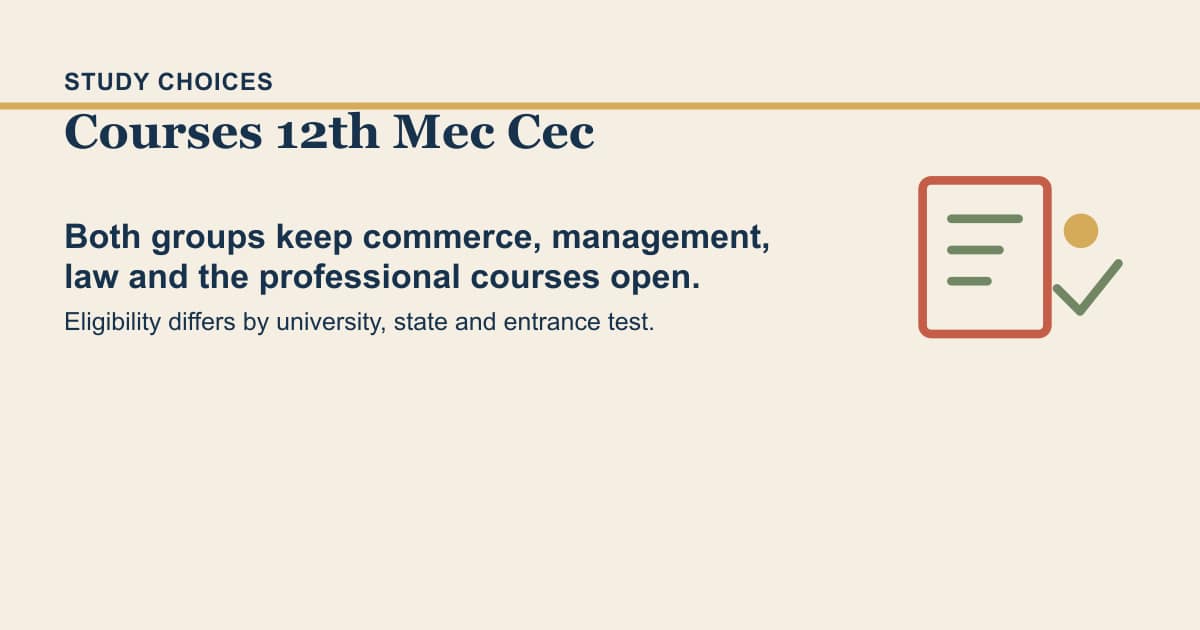 STUDY CHOICES
Courses 12th Mec Cec
Both groups keep commerce, management,
law and the professional courses open.
Eligibility differs by university, state and entrance test.